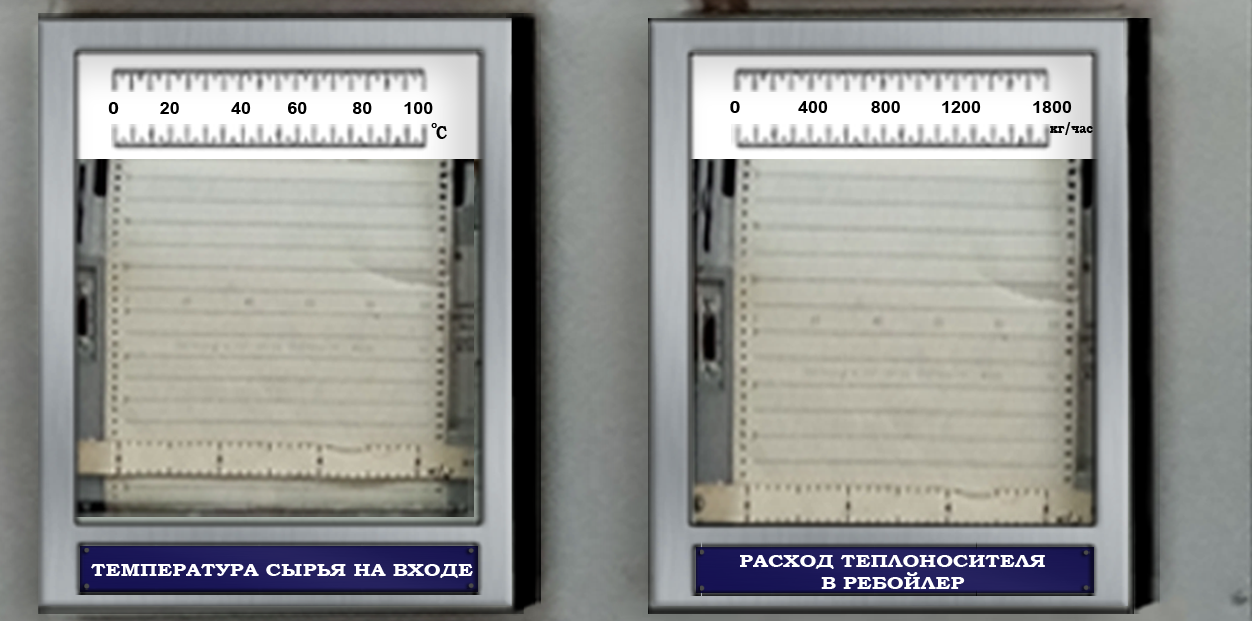 0 20 40 60 80 100
°C
ТЕМПЕРАТУРА СЫРЬЯ НА ВХОДЕ
0 400 800 1200 1800
кг/час
РАСХОД ТЕПЛОНОСИТЕЛЯ
В РЕБОЙЛЕР